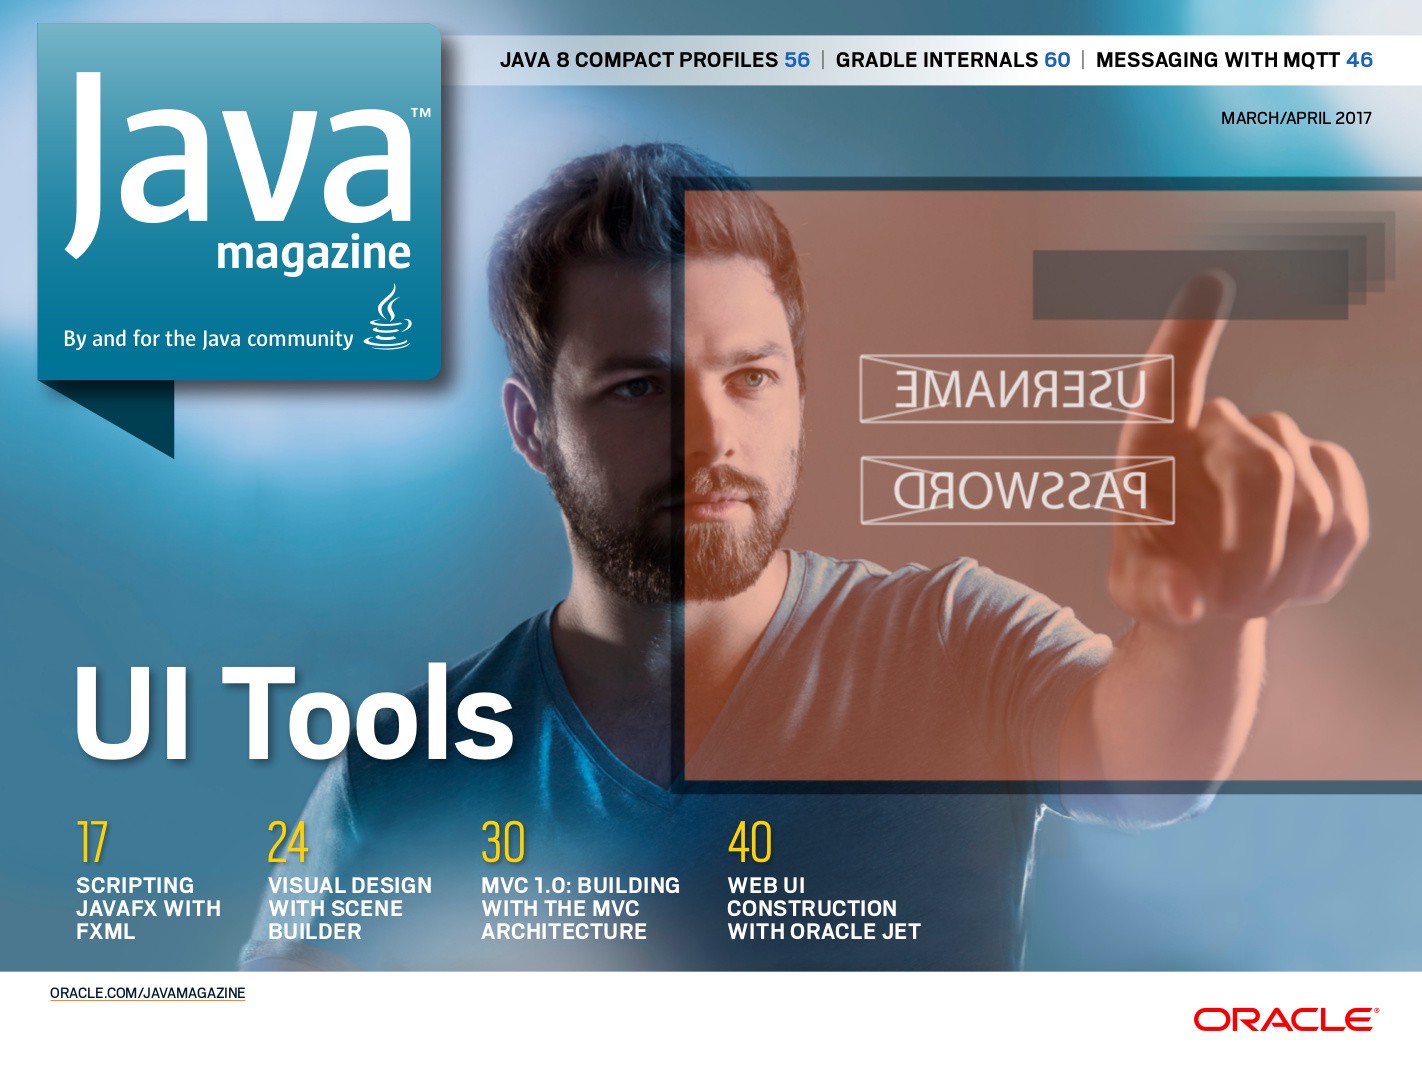 JAVA 8 COMPACT PROFILES 56 | GRADLE INTERNALS 60 | MESSAGING WITH MQTT 46
MARCH/APRIL 2017
Java™
magazine
By and for the Java community
USERNAME
PASSWORD
UI Tools
17
SCRIPTING
JAVAFX WITH
FXML
24
VISUAL DESIGN
WITH SCENE
BUILDER
30
MVC 1.0: BUILDING
WITH THE MVC
ARCHITECTURE
40
WEB UI
CONSTRUCTION
WITH ORACLE JET
ORACLE.COM/JAVAMAGAZINE
ORACLE®